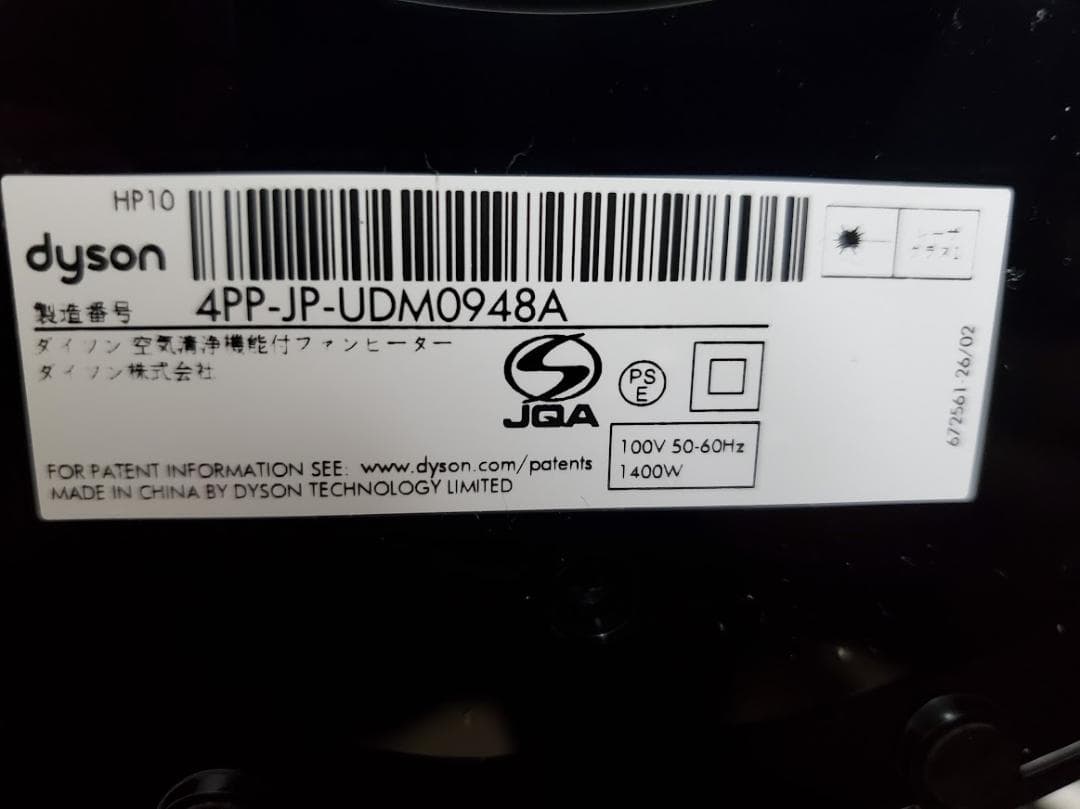 HP10
dyson
製造番号 4PP-JP-UDM0948A
ダイソン 空気清浄機能付ファンヒーター
ダイソン株式会社
JQA
PS
E
100V 50-60Hz
1400W
FOR PATENT INFORMATION SEE: www.dyson.com/patents
MADE IN CHINA BY DYSON TECHNOLOGY LIMITED
672561-26/02